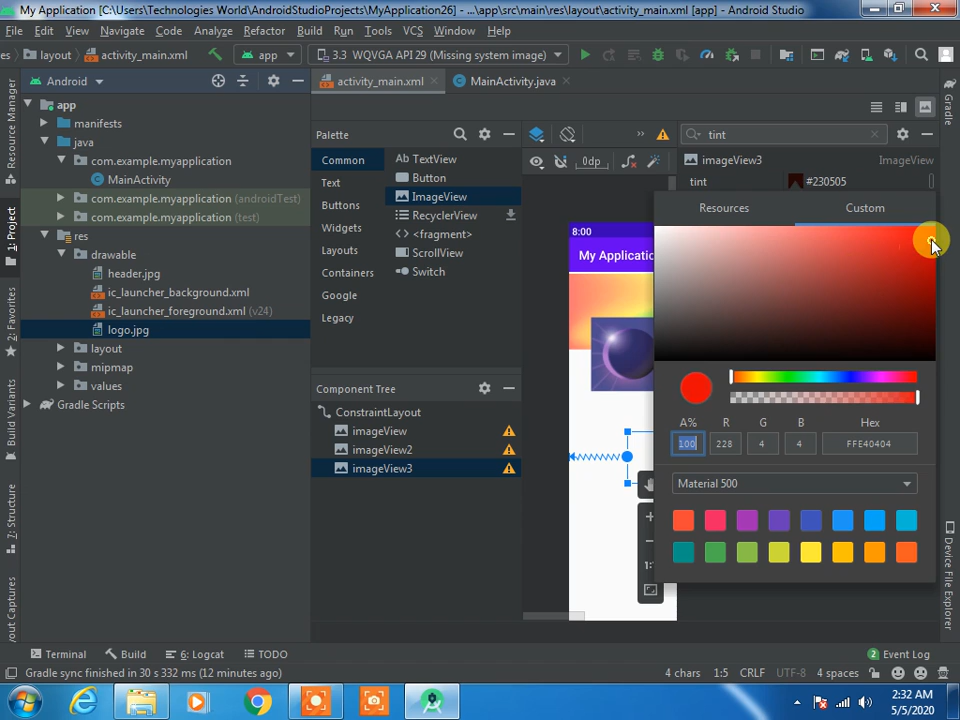 My Application [C:\Users\Technologies World\AndroidStudioProjects\MyApplication26] - ...\app\src\main\res\layout\activity_main.xml [app] - Android Studio
File Edit View Navigate Code Analyze Refactor Build Run Tools VCS Window Help
layout activity_main.xml app 3.3 WQVGA API 29 (Missing system image)
Android activity_main.xml MainActivity.java
Resource Manager
1: Project
2: Favorites
Build Variants
7: Structure
Layout Captures
Gradle
Device File Explorer
app
manifests
java
com.example.myapplication
MainActivity
com.example.myapplication (androidTest)
com.example.myapplication (test)
res
drawable
header.jpg
ic_launcher_background.xml
ic_launcher_foreground.xml (v24)
logo.jpg
layout
mipmap
values
Gradle Scripts
Palette
Common
Text
Buttons
Widgets
Layouts
Containers
Google
Legacy
Ab TextView
Button
ImageView
RecyclerView
<fragment>
ScrollView
Switch
Component Tree
ConstraintLayout
imageView
imageView2
imageView3
»
0dp
8:00
My Applicatio
1:1
tint
imageView3 ImageView
tint #230505
Resources Custom
A% R G B Hex
100 228 4 4 FFE40404
Material 500
Terminal Build 6: Logcat TODO 2 Event Log
Gradle sync finished in 30 s 332 ms (12 minutes ago) 4 chars 1:5 CRLF UTF-8 4 spaces
2:32 AM
5/5/2020